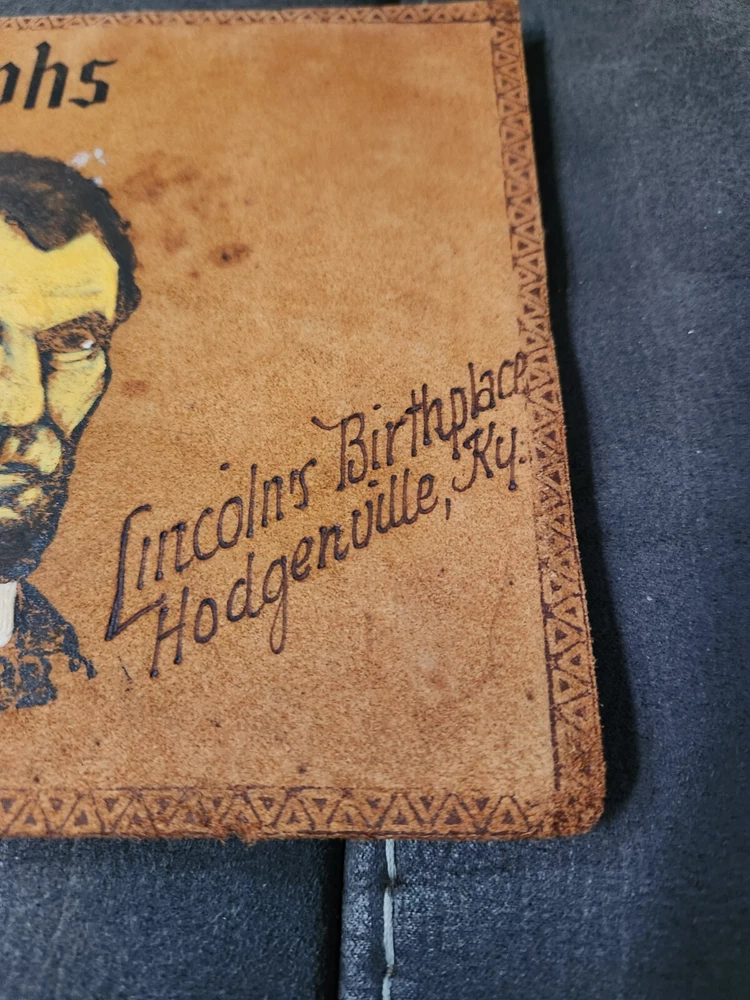 phs
Lincoln's Birthplace
Hodgenville, Ky.